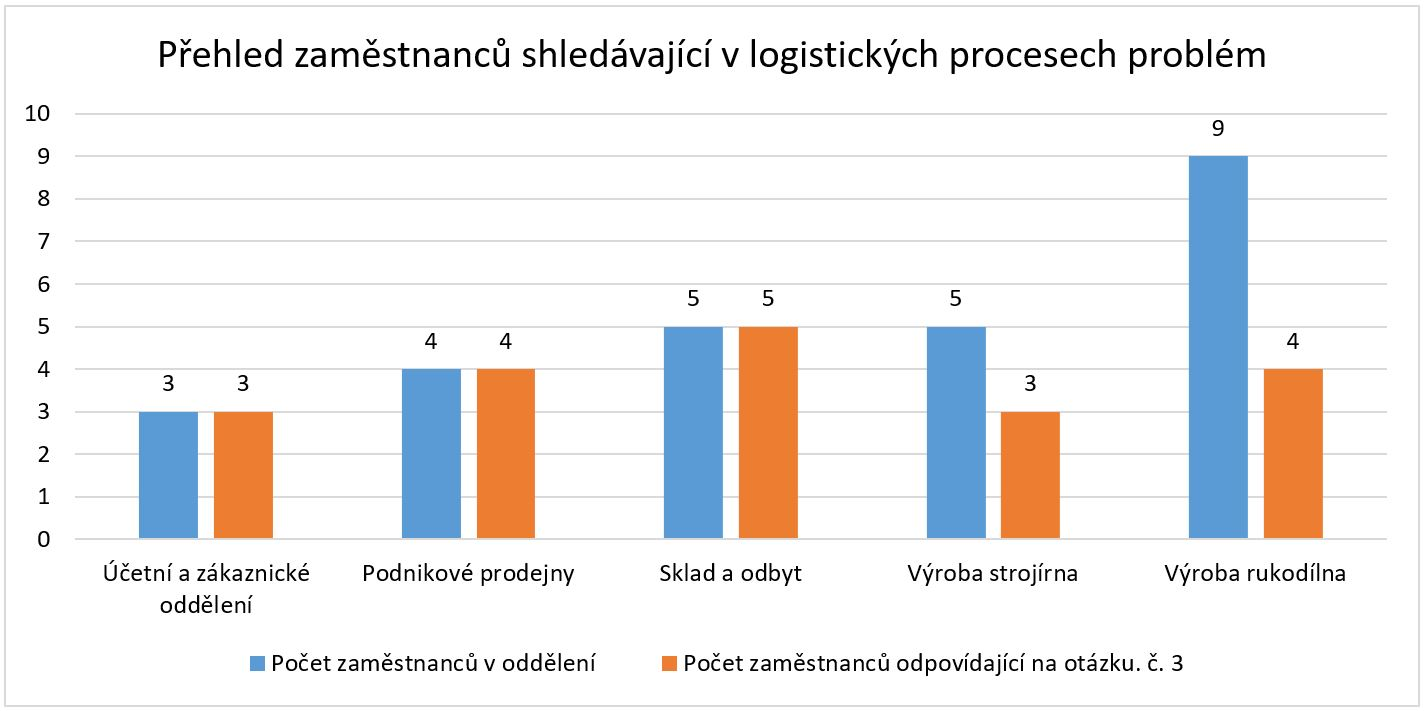 Přehled zaměstnanců shledávající v logistických procesech problém
10
9
8
7
6
5
4
3
2
1
0
3 3
4 4
5 5
5 3
9 4
Účetní a zákaznické
oddělení
Podnikové prodejny
Sklad a odbyt
Výroba strojírna
Výroba rukodílna
Počet zaměstnanců v oddělení
Počet zaměstnanců odpovídající na otázku. č. 3